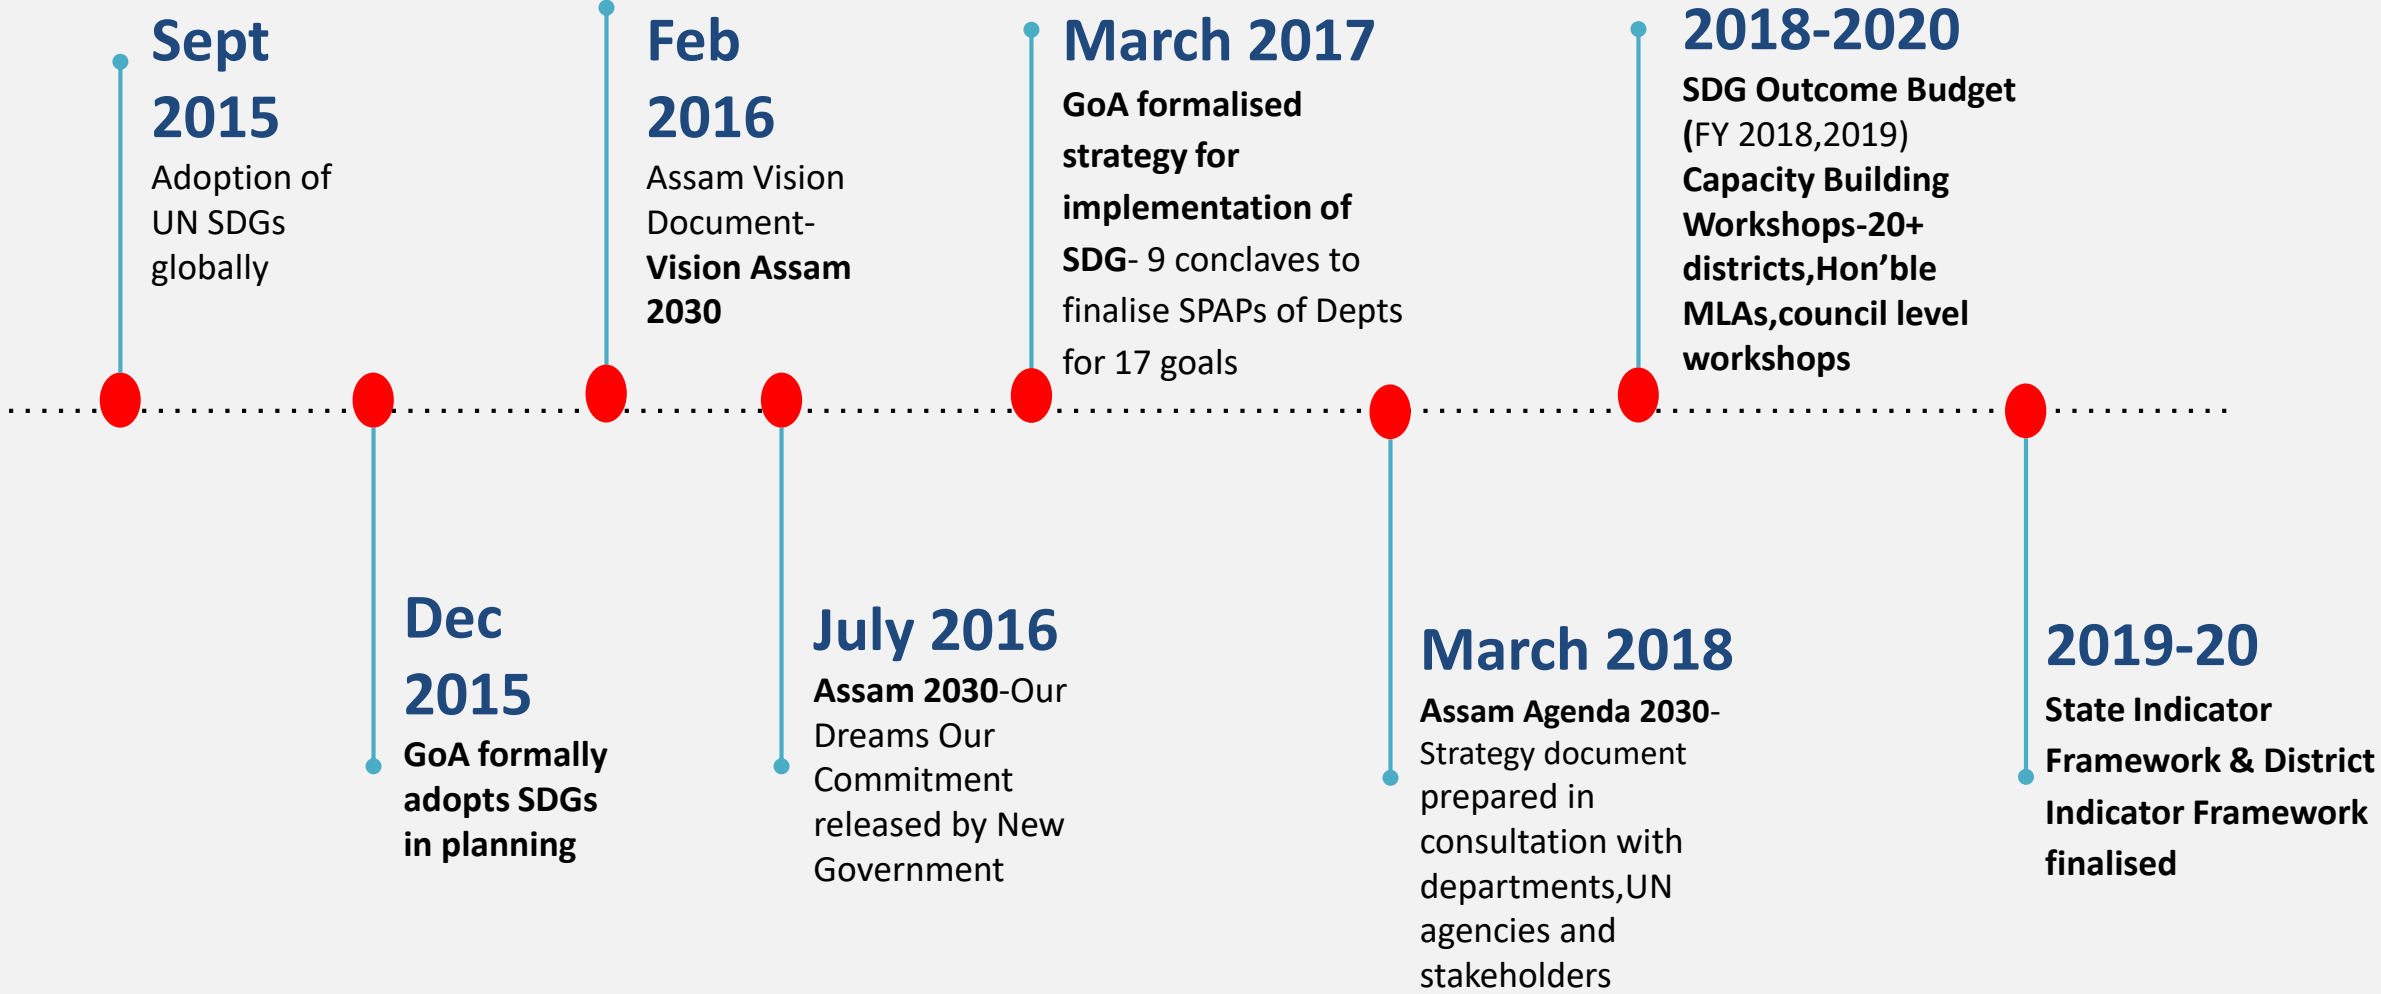 Sept
2015
Adoption of
UN SDGs
globally
Dec
2015
GoA formally
adopts SDGs
in planning
Feb
2016
Assam Vision
Document-
Vision Assam
2030
July 2016
Assam 2030-Our
Dreams Our
Commitment
released by New
Government
March 2017
GoA formalised
strategy for
implementation of
SDG- 9 conclaves to
finalise SPAPs of Depts
for 17 goals
March 2018
Assam Agenda 2030-
Strategy document
prepared in
consultation with
departments,UN
agencies and
stakeholders
2018-2020
SDG Outcome Budget
(FY 2018,2019)
Capacity Building
Workshops-20+
districts,Hon’ble
MLAs,council level
workshops
2019-20
State Indicator
Framework & District
Indicator Framework
finalised